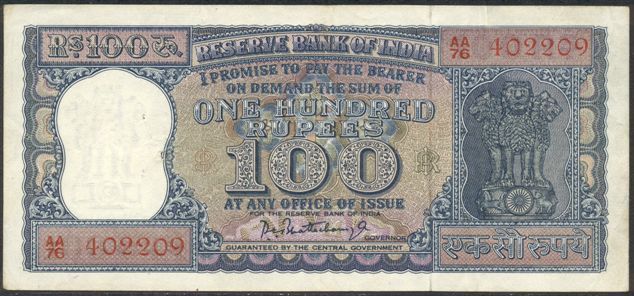 RS 100 रु.
RESERVE BANK OF INDIA
AA/76 402209
I PROMISE TO PAY THE BEARER
ON DEMAND THE SUM OF
ONE HUNDRED
RUPEES
100
AT ANY OFFICE OF ISSUE
FOR THE RESERVE BANK OF INDIA
GOVERNOR
GUARANTEED BY THE CENTRAL GOVERNMENT
AA/76 402209
एक सौ रुपये